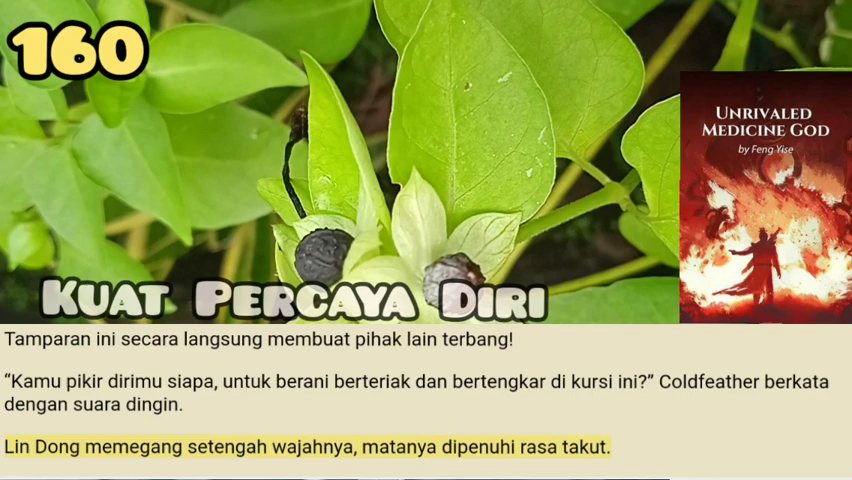 160
UNRIVALED
MEDICINE GOD
by Feng Yise
KUAT PERCAYA DIRI
Tamparan ini secara langsung membuat pihak lain terbang!
“Kamu pikir dirimu siapa, untuk berani berteriak dan bertengkar di kursi ini?” Coldfeather berkata
dengan suara dingin.
Lin Dong memegang setengah wajahnya, matanya dipenuhi rasa takut.